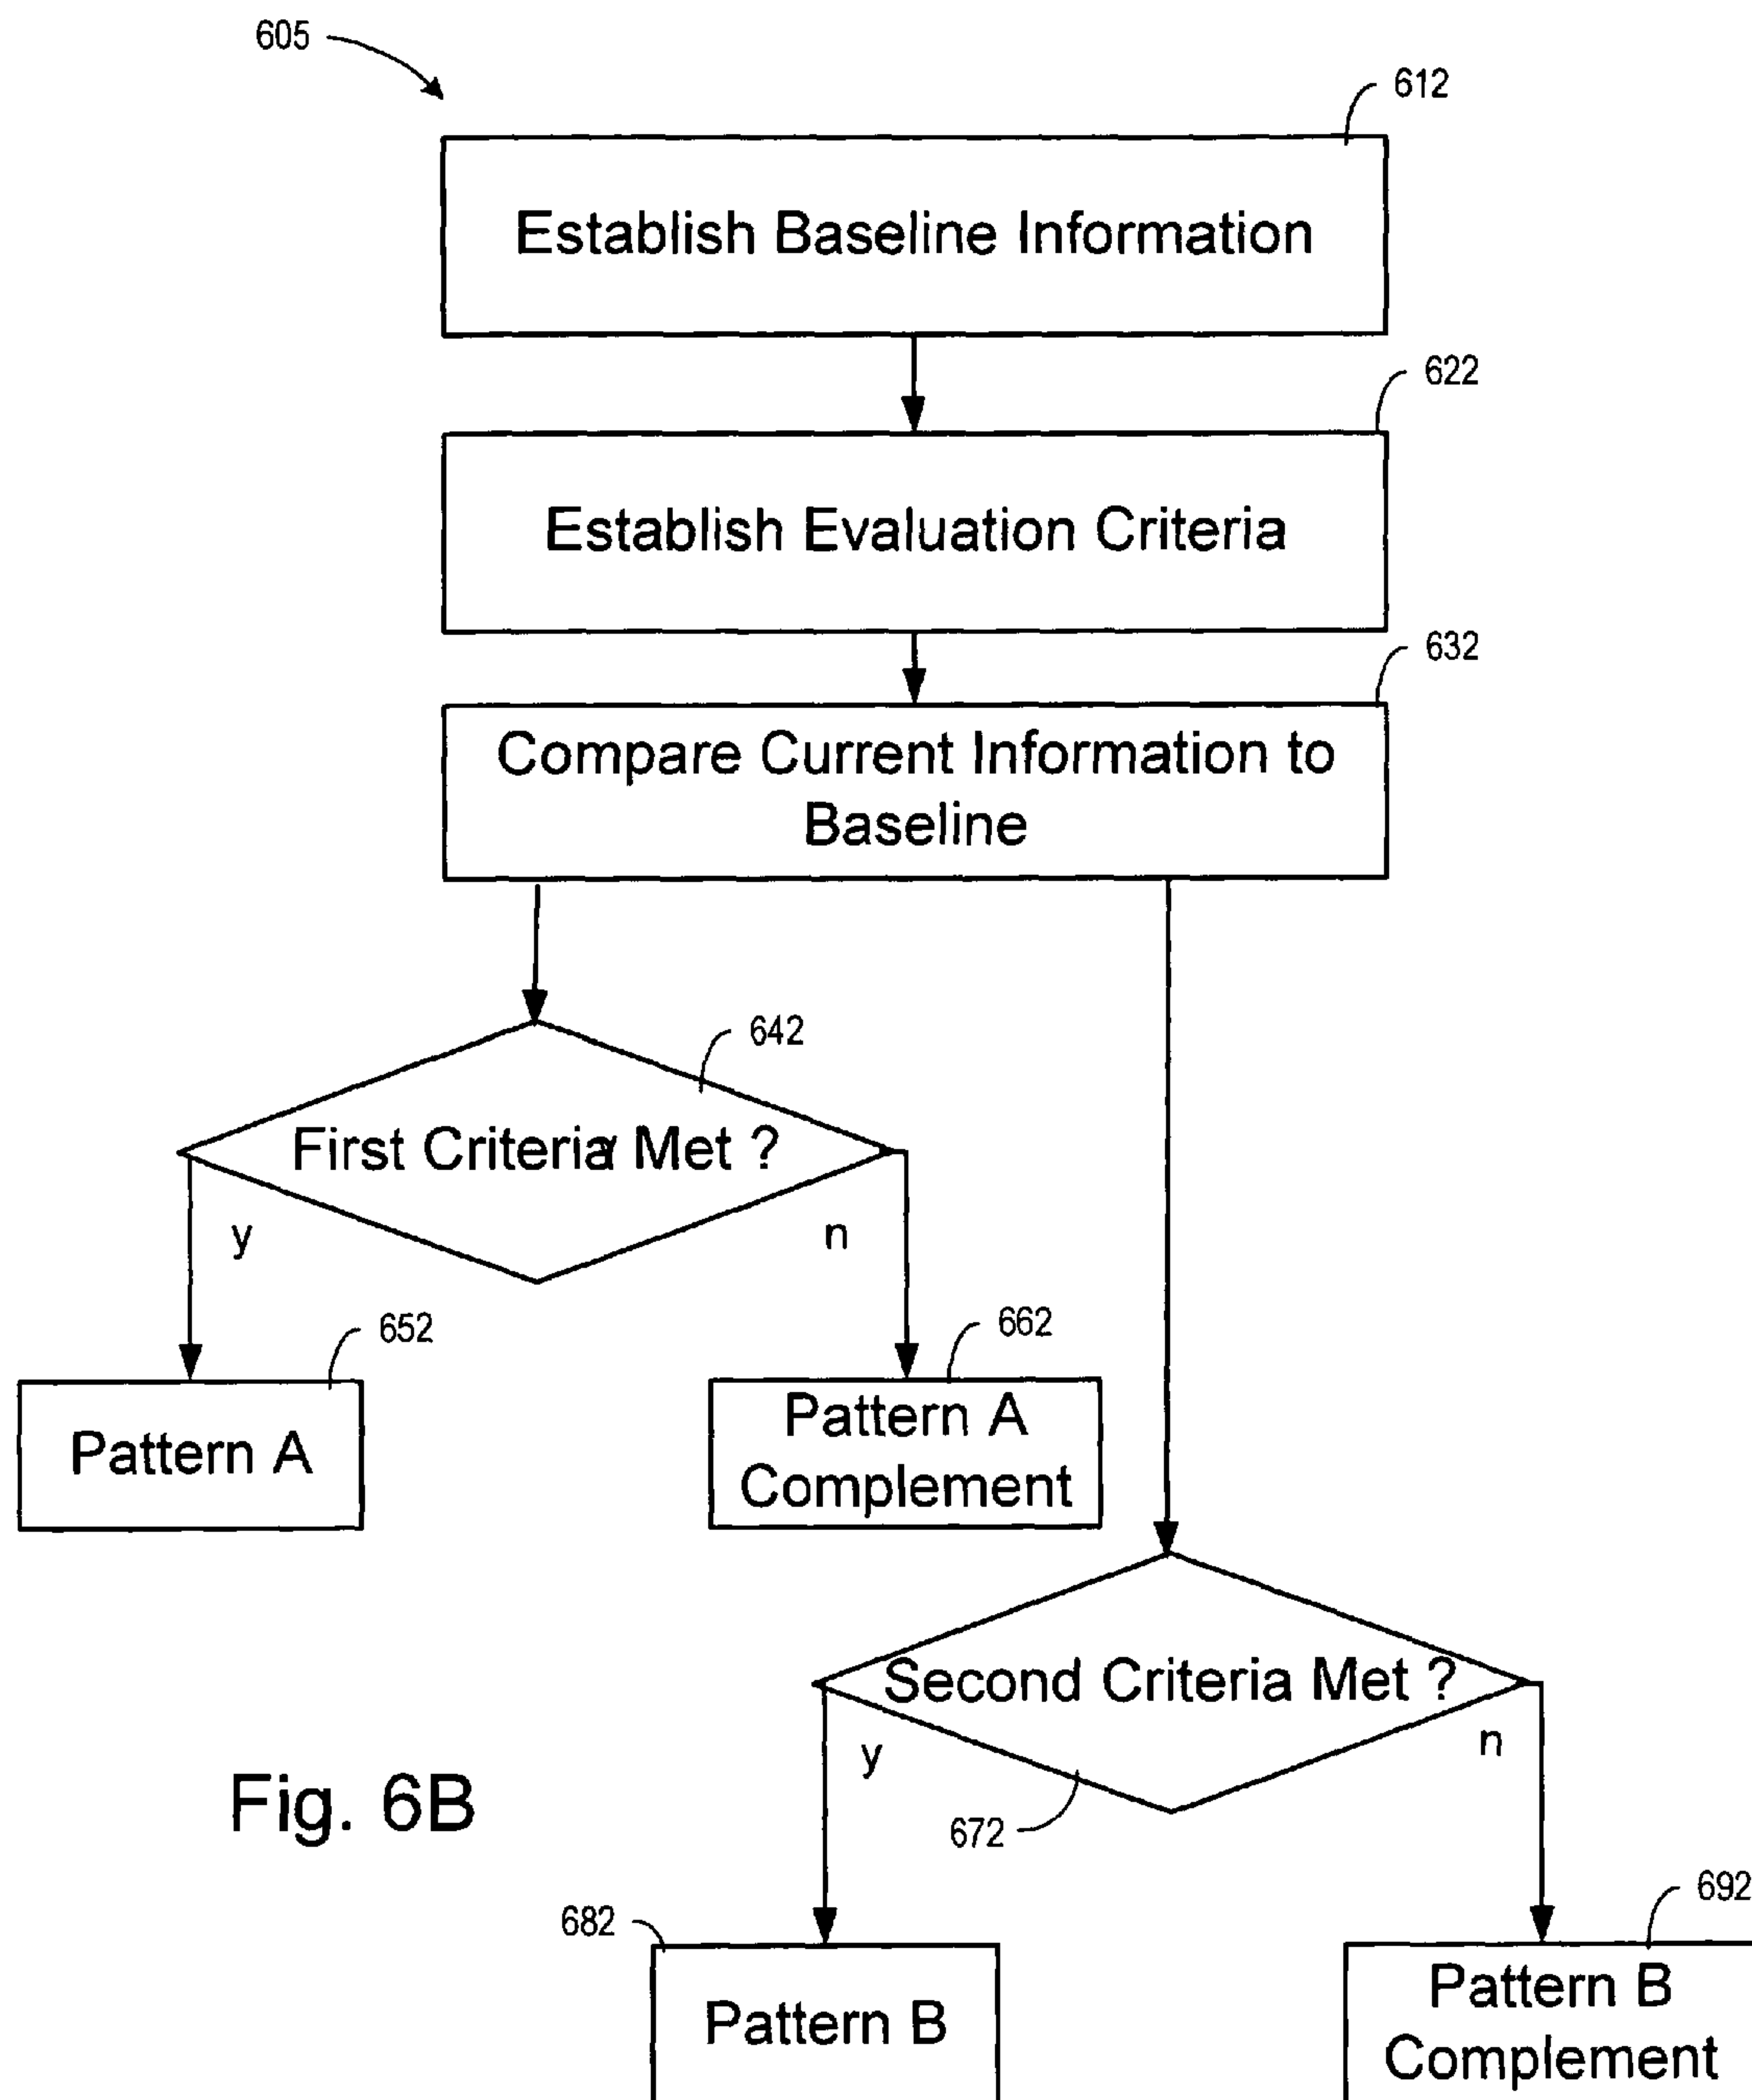 605
612
Establish Baseline Information
622
Establish Evaluation Criteria
632
Compare Current Information to
Baseline
642
First Criteria Met ?
y
n
652
Pattern A
662
Pattern A
Complement
Second Criteria Met ?
y
n
672
Fig. 6B
682
Pattern B
692
Pattern B
Complement